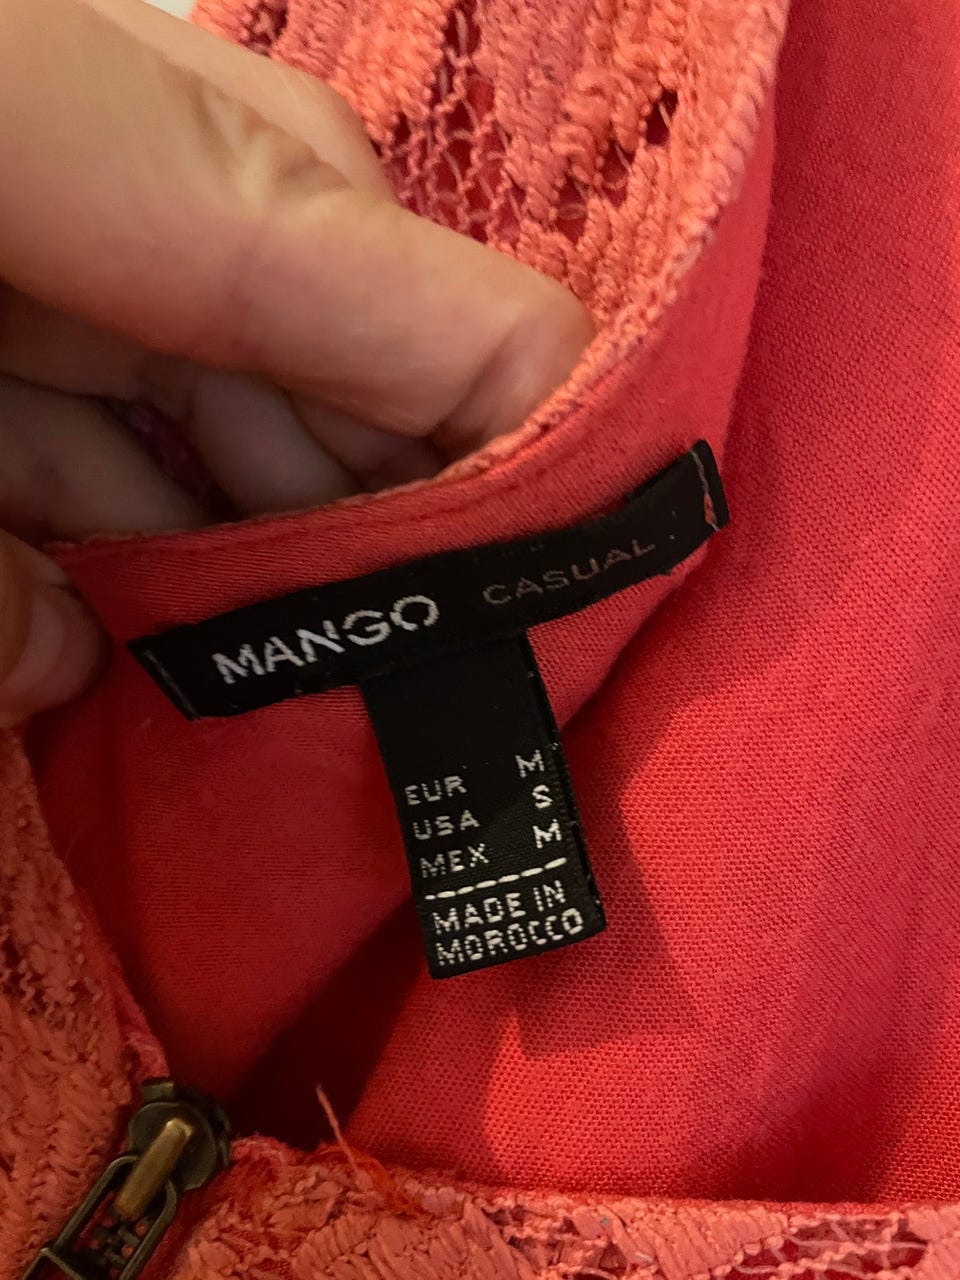 MANGO CASUAL
EUR M
USA S
MEX M
MADE IN
MOROCCO